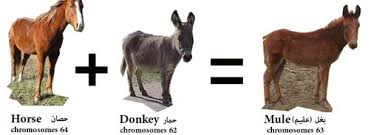 Horse حصان
chromosomes 64
+
Donkey حمار
chromosomes 62
=
Mule (عقيم) بغل
chromosomes 63